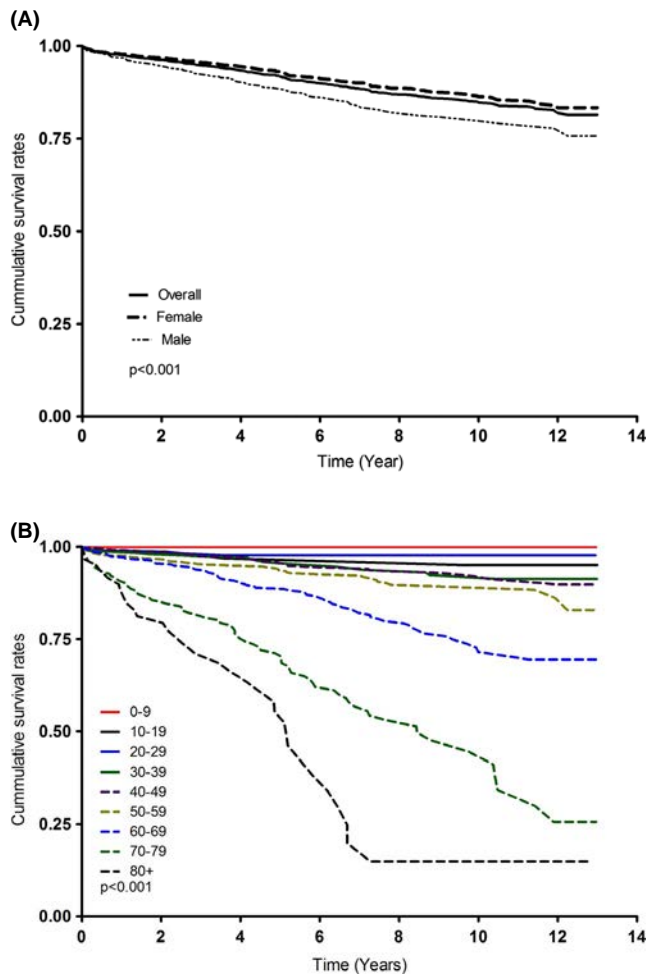 (A)
1.00
0.75
0.50
0.25
0.00
Cummulative survival rates
Overall
Female
Male
p<0.001
0 2 4 6 8 10 12 14
Time (Year)
(B)
1.00
0.75
0.50
0.25
0.00
Cummulative survival rates
0-9
10-19
20-29
30-39
40-49
50-59
60-69
70-79
80+
p<0.001
0 2 4 6 8 10 12 14
Time (Years)